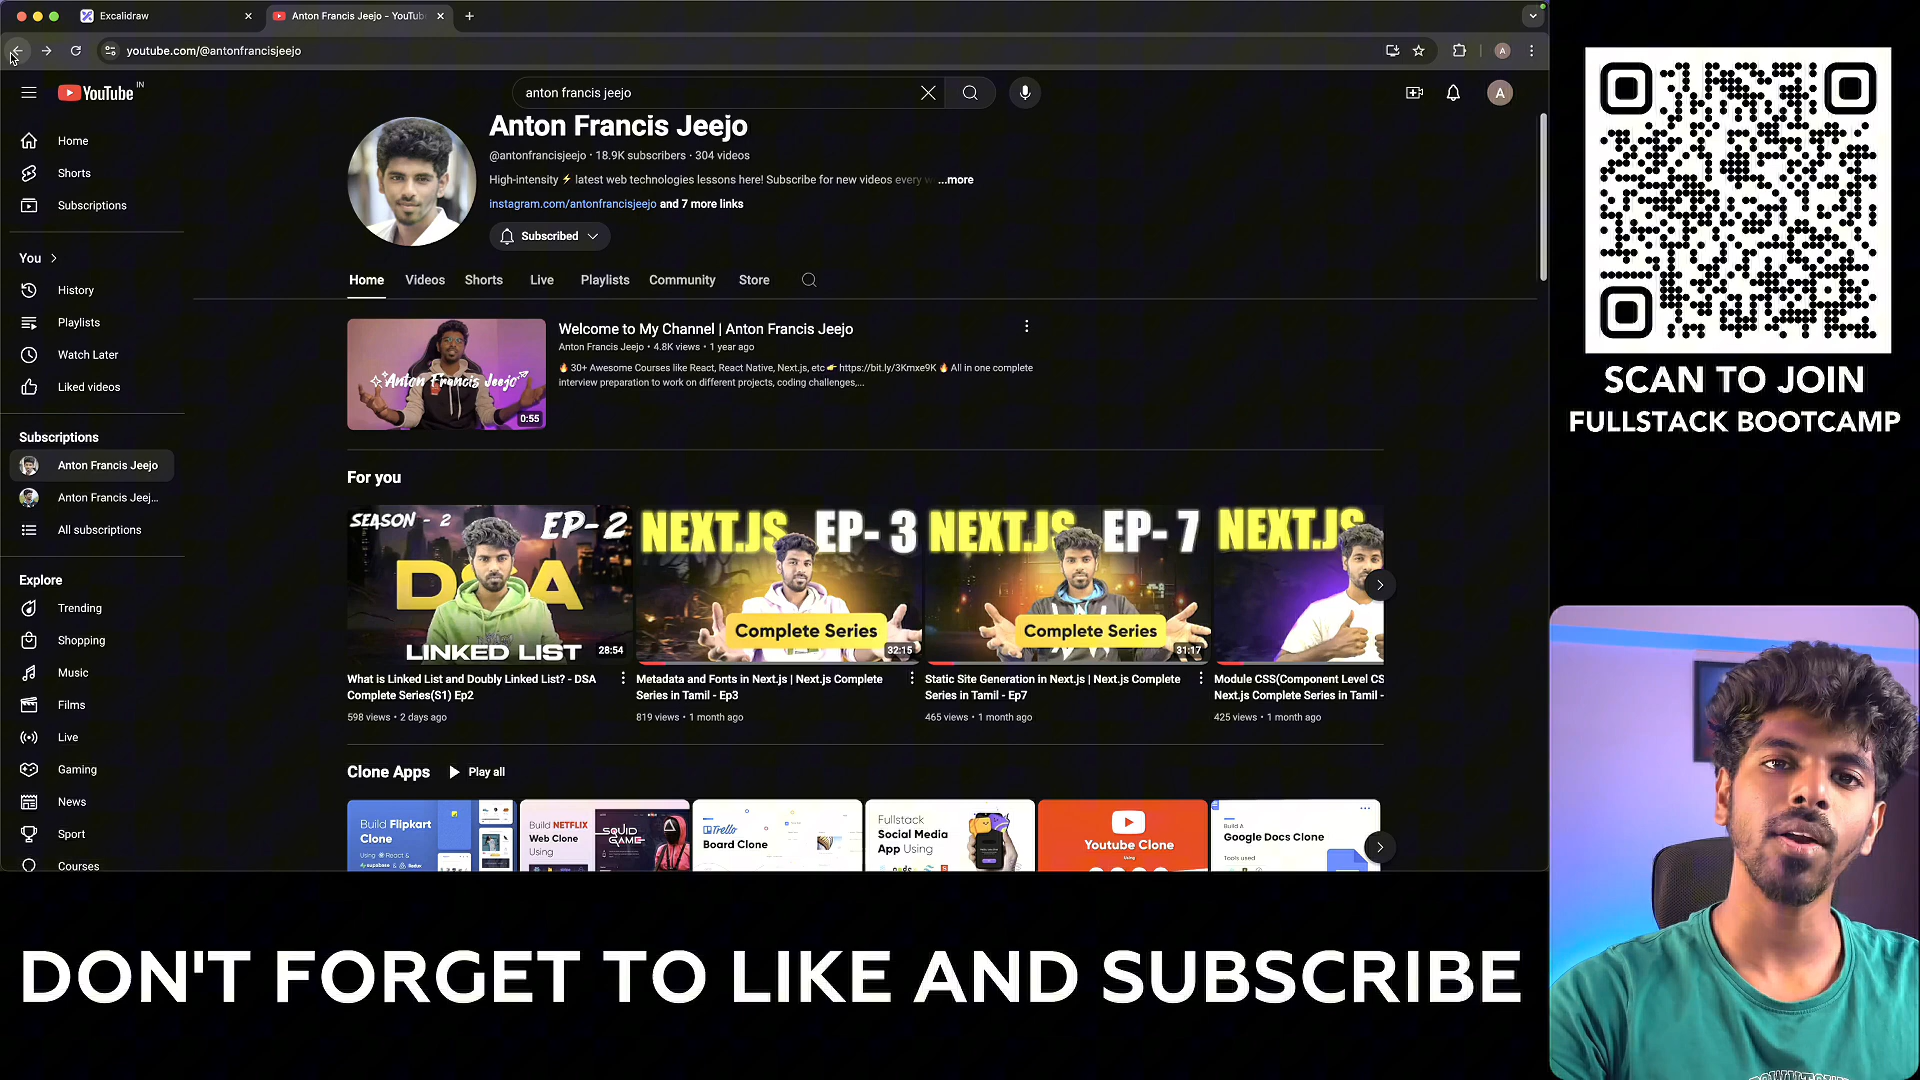 Excalidraw
Anton Francis Jeejo - YouTube
youtube.com/@antonfrancisjeejo
A
YouTube IN
anton francis jeejo
A
Home
Shorts
Subscriptions
You
History
Playlists
Watch Later
Liked videos
Subscriptions
Anton Francis Jeejo
Anton Francis Jeej...
All subscriptions
Explore
Trending
Shopping
Music
Films
Live
Gaming
News
Sport
Courses
Anton Francis Jeejo
@antonfrancisjeejo · 18.9K subscribers · 304 videos
High-intensity ⚡ latest web technologies lessons here! Subscribe for new videos every w ...more
instagram.com/antonfrancisjeejo and 7 more links
Subscribed
Home Videos Shorts Live Playlists Community Store
Anton Francis Jeejo
0:55
Welcome to My Channel | Anton Francis Jeejo
Anton Francis Jeejo • 4.8K views • 1 year ago
🔥 30+ Awesome Courses like React, React Native, Next.js, etc 👉 https://bit.ly/3Kmxe9K 🔥 All in one complete
interview preparation to work on different projects, coding challenges,...
For you
SEASON - 2 EP- 2
DSA
LINKED LIST
28:54
What is Linked List and Doubly Linked List? - DSA
Complete Series(S1) Ep2
598 views • 2 days ago
NEXT.JS EP- 3
Complete Series
32:15
Metadata and Fonts in Next.js | Next.js Complete
Series in Tamil - Ep3
819 views • 1 month ago
NEXT.JS EP- 7
Complete Series
31:17
Static Site Generation in Next.js | Next.js Complete
Series in Tamil - Ep7
465 views • 1 month ago
NEXT.JS
Module CSS(Component Level CS
Next.js Complete Series in Tamil -
425 views • 1 month ago
Clone Apps Play all
Build Flipkart
Clone
Using React &
supabase & Redux
Build NETFLIX
Web Clone
Using
SQUID
GAME
Trello
Board Clone
Fullstack
Social Media
App Using
Youtube Clone
Using
Build A
Google Docs Clone
Tools used
SCAN TO JOIN
FULLSTACK BOOTCAMP
DON'T FORGET TO LIKE AND SUBSCRIBE